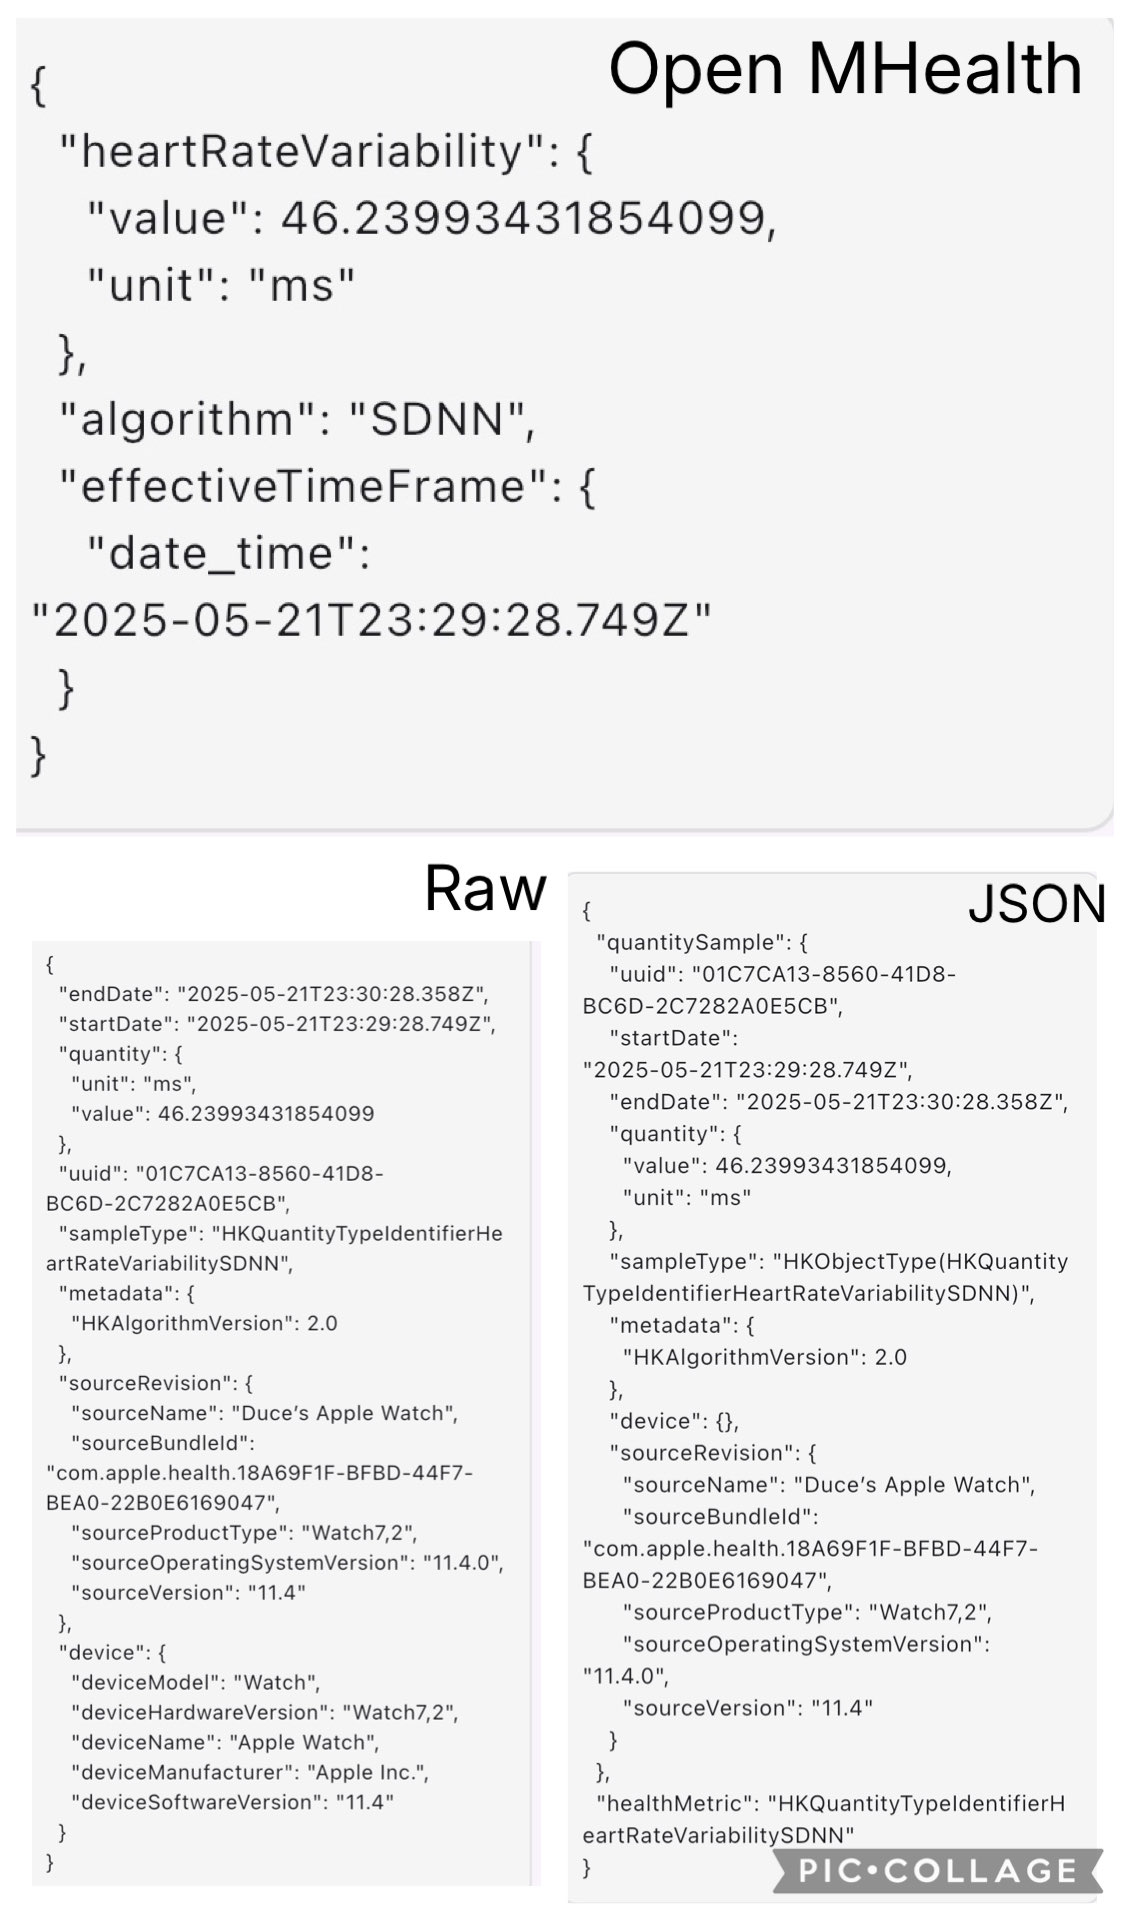 Open MHealth
{
"heartRateVariability": {
"value": 46.23993431854099,
"unit": "ms"
},
"algorithm": "SDNN",
"effectiveTimeFrame": {
"date_time":
"2025-05-21T23:29:28.749Z"
}
}
Raw
{
"endDate": "2025-05-21T23:30:28.358Z",
"startDate": "2025-05-21T23:29:28.749Z",
"quantity": {
"unit": "ms",
"value": 46.23993431854099
},
"uuid": "01C7CA13-8560-41D8-
BC6D-2C7282A0E5CB",
"sampleType": "HKQuantityTypeIdentifierHe
artRateVariabilitySDNN",
"metadata": {
"HKAlgorithmVersion": 2.0
},
"sourceRevision": {
"sourceName": "Duce’s Apple Watch",
"sourceBundleId":
"com.apple.health.18A69F1F-BFBD-44F7-
BEA0-22B0E6169047",
"sourceProductType": "Watch7,2",
"sourceOperatingSystemVersion": "11.4.0",
"sourceVersion": "11.4"
},
"device": {
"deviceModel": "Watch",
"deviceHardwareVersion": "Watch7,2",
"deviceName": "Apple Watch",
"deviceManufacturer": "Apple Inc.",
"deviceSoftwareVersion": "11.4"
}
}
JSON
{
"quantitySample": {
"uuid": "01C7CA13-8560-41D8-
BC6D-2C7282A0E5CB",
"startDate":
"2025-05-21T23:29:28.749Z",
"endDate": "2025-05-21T23:30:28.358Z",
"quantity": {
"value": 46.23993431854099,
"unit": "ms"
},
"sampleType": "HKObjectType(HKQuantity
TypeIdentifierHeartRateVariabilitySDNN)",
"metadata": {
"HKAlgorithmVersion": 2.0
},
"device": {},
"sourceRevision": {
"sourceName": "Duce’s Apple Watch",
"sourceBundleId":
"com.apple.health.18A69F1F-BFBD-44F7-
BEA0-22B0E6169047",
"sourceProductType": "Watch7,2",
"sourceOperatingSystemVersion":
"11.4.0",
"sourceVersion": "11.4"
}
},
"healthMetric": "HKQuantityTypeIdentifierH
eartRateVariabilitySDNN"
}
PIC•COLLAGE